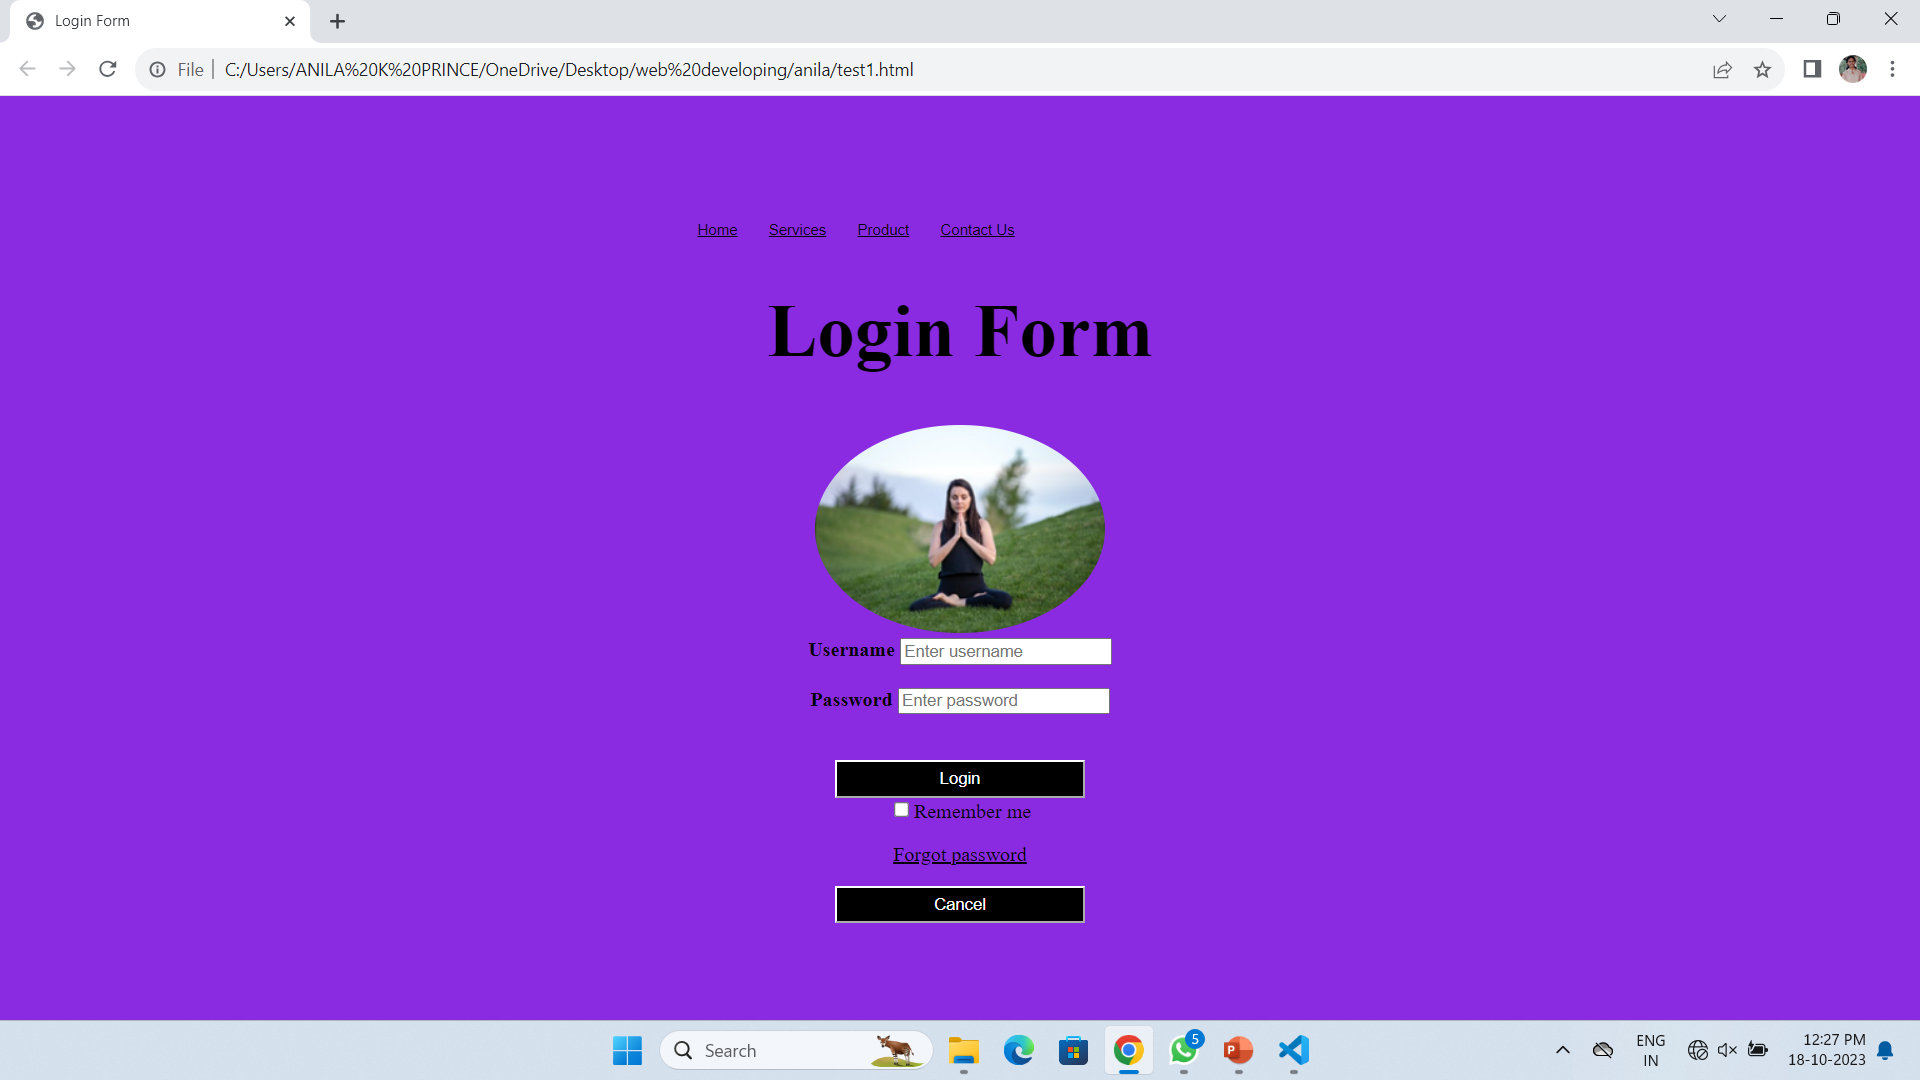 Login Form
File
C:/Users/ANILA%20K%20PRINCE/OneDrive/Desktop/web%20developing/anila/test1.html
Home Services Product Contact Us
Login Form
Username Enter username
Password Enter password
Login
Remember me
Forgot password
Cancel
Search
5
P
ENG
IN
12:27 PM
18-10-2023